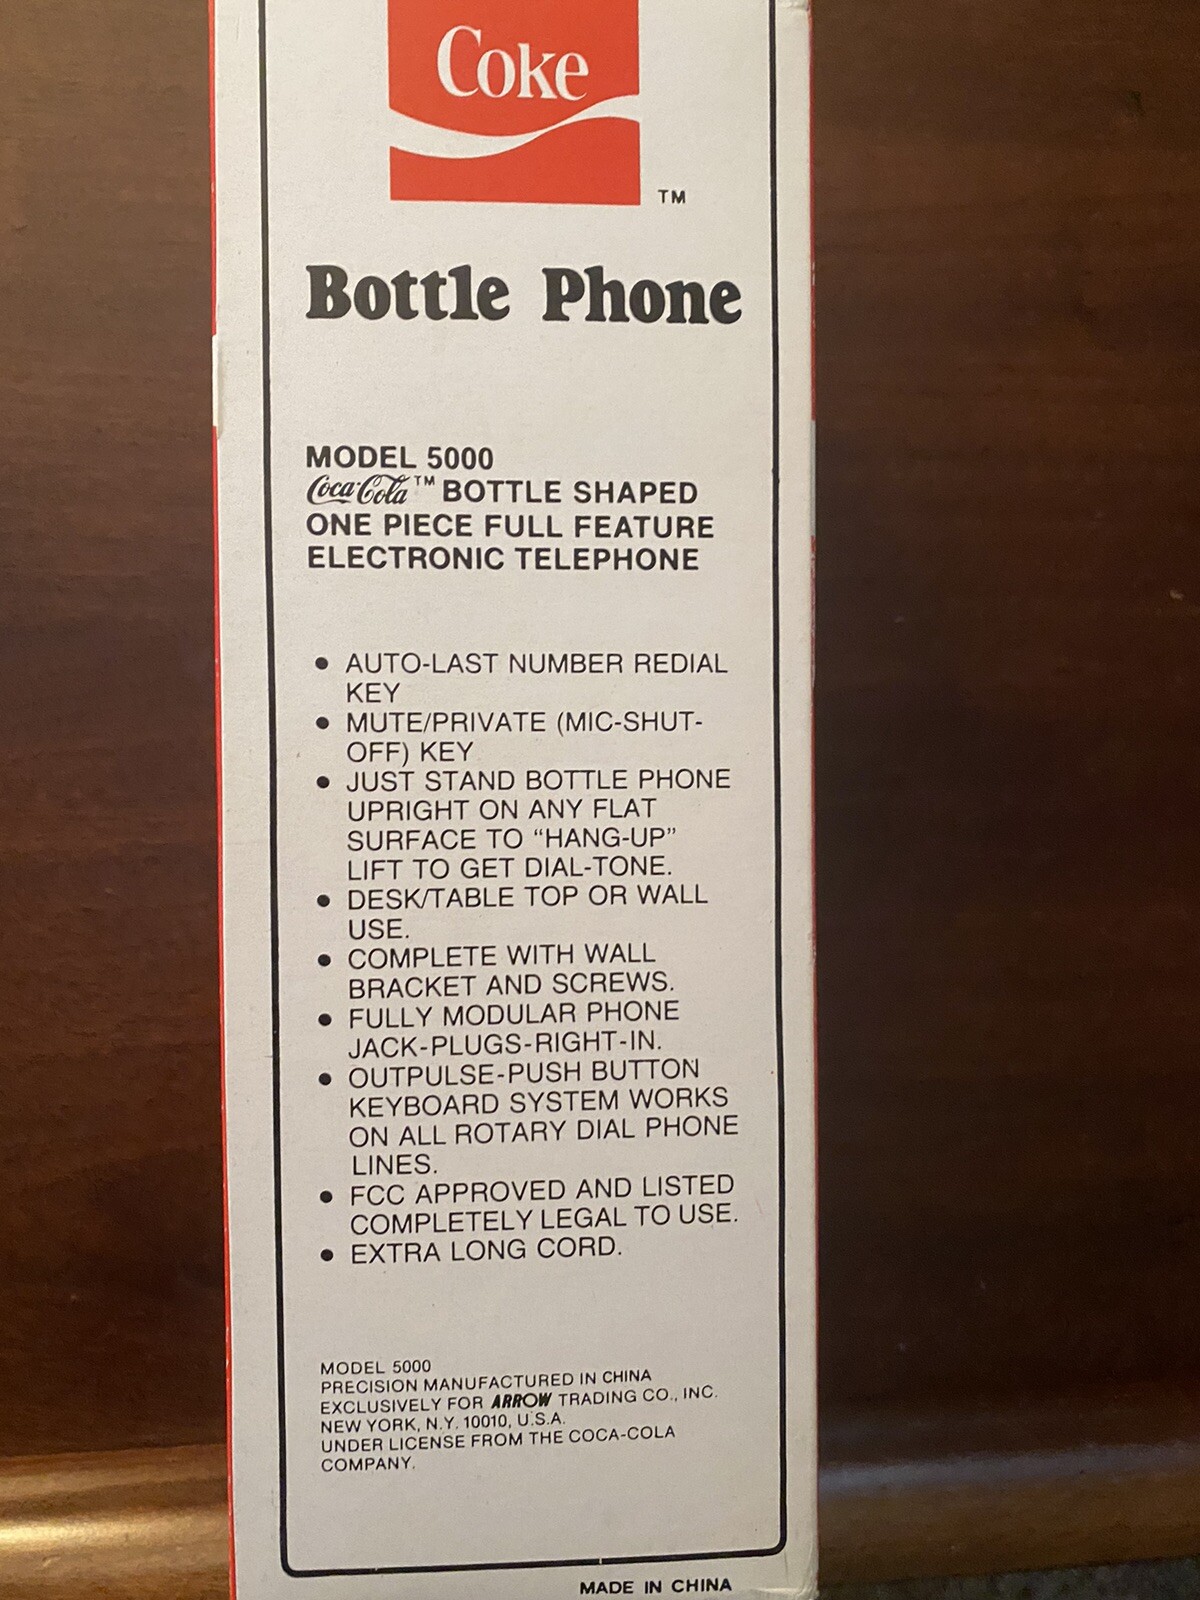 Coke
TM
Bottle Phone
MODEL 5000
Coca-Cola TM BOTTLE SHAPED
ONE PIECE FULL FEATURE
ELECTRONIC TELEPHONE
• AUTO-LAST NUMBER REDIAL
KEY
• MUTE/PRIVATE (MIC-SHUT-
OFF) KEY
• JUST STAND BOTTLE PHONE
UPRIGHT ON ANY FLAT
SURFACE TO “HANG-UP”
LIFT TO GET DIAL-TONE.
• DESK/TABLE TOP OR WALL
USE.
• COMPLETE WITH WALL
BRACKET AND SCREWS.
• FULLY MODULAR PHONE
JACK-PLUGS-RIGHT-IN.
• OUTPULSE-PUSH BUTTON
KEYBOARD SYSTEM WORKS
ON ALL ROTARY DIAL PHONE
LINES.
• FCC APPROVED AND LISTED
COMPLETELY LEGAL TO USE.
• EXTRA LONG CORD.
MODEL 5000
PRECISION MANUFACTURED IN CHINA
EXCLUSIVELY FOR ARROW TRADING CO., INC.
NEW YORK, N.Y. 10010, U.S.A.
UNDER LICENSE FROM THE COCA-COLA
COMPANY.
MADE IN CHINA